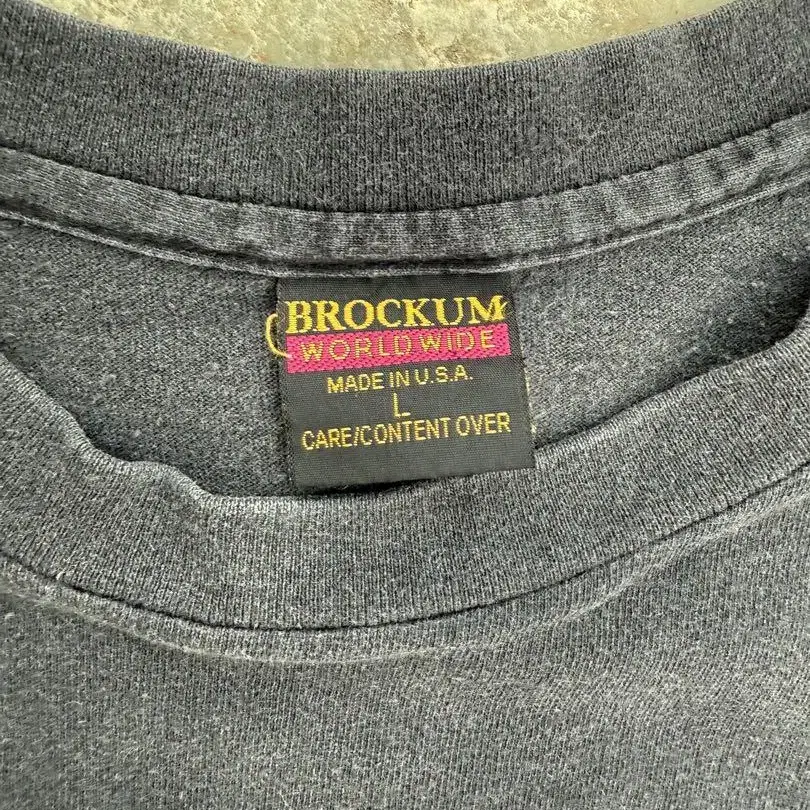 BROCKUM
WORLDWIDE
MADE IN U.S.A.
L
CARE/CONTENT OVER